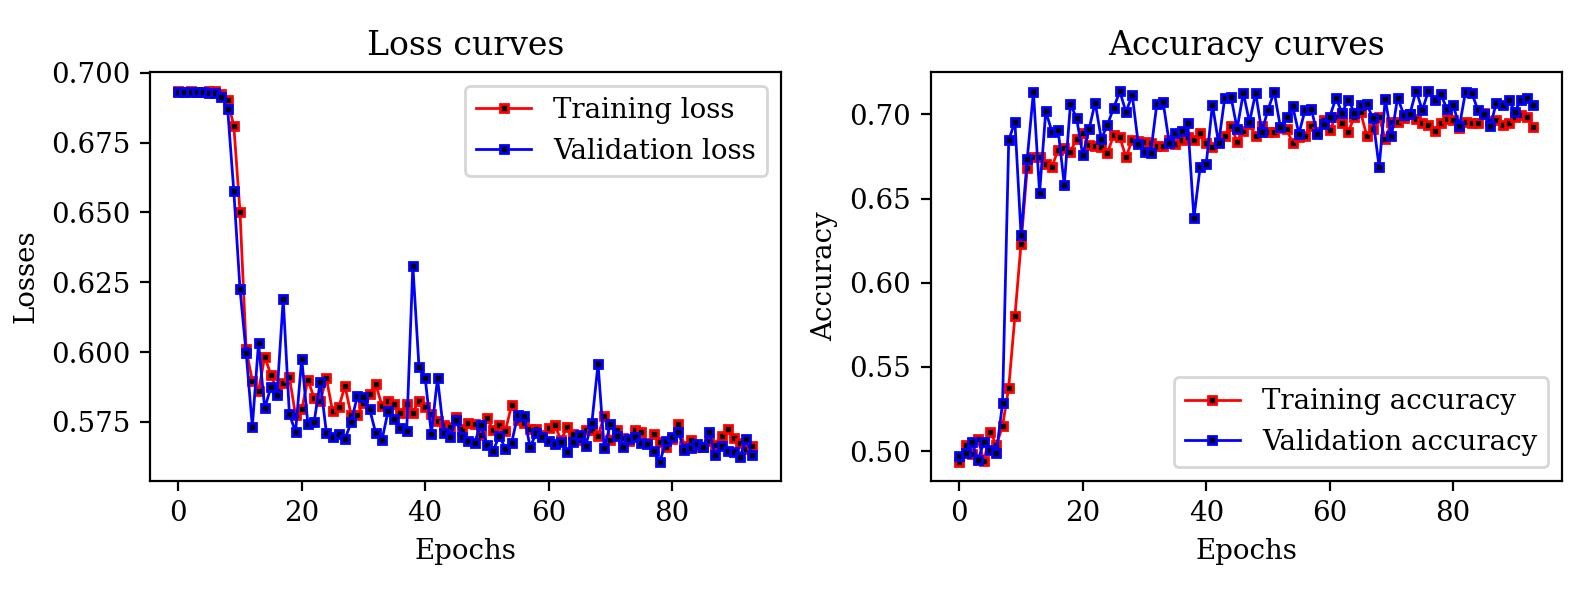 Loss curves
0.700
0.675
0.650
0.625
0.600
0.575
Losses
0 20 40 60 80
Epochs
Training loss
Validation loss
Accuracy curves
0.70
0.65
0.60
0.55
0.50
Accuracy
0 20 40 60 80
Epochs
Training accuracy
Validation accuracy